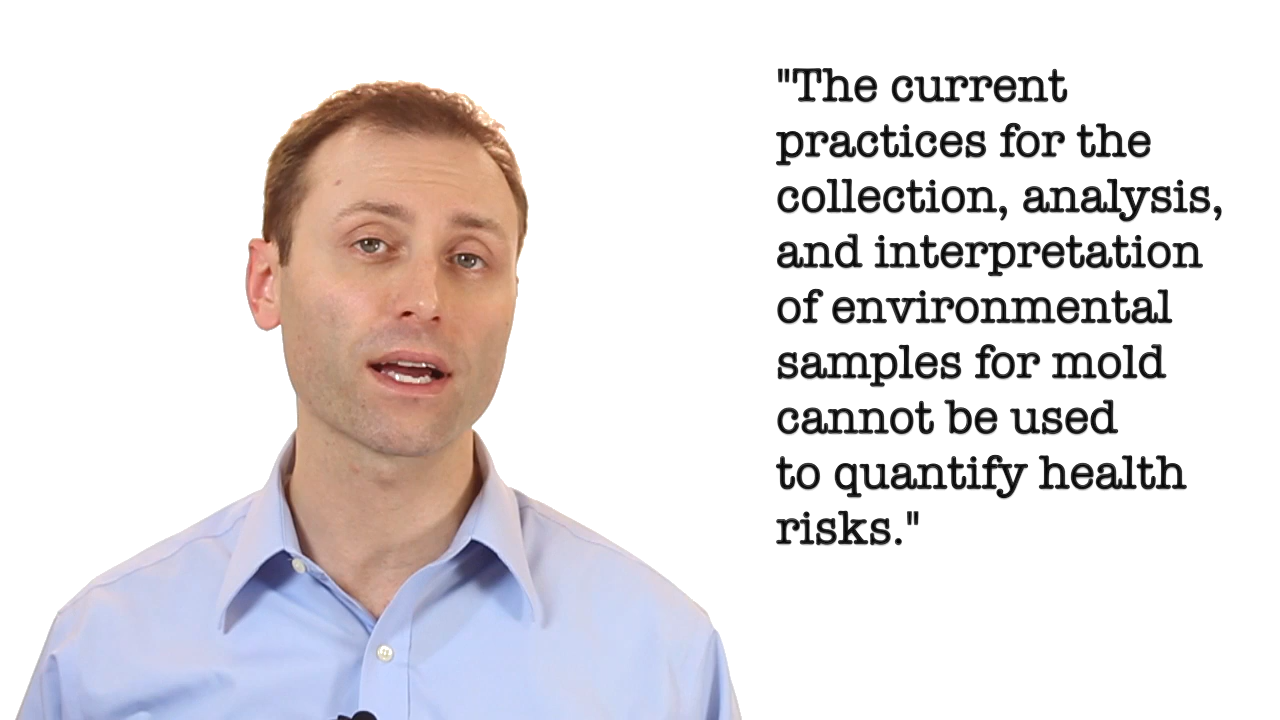 "The current
practices for the
collection, analysis,
and interpretation
of environmental
samples for mold
cannot be used
to quantify health
risks."